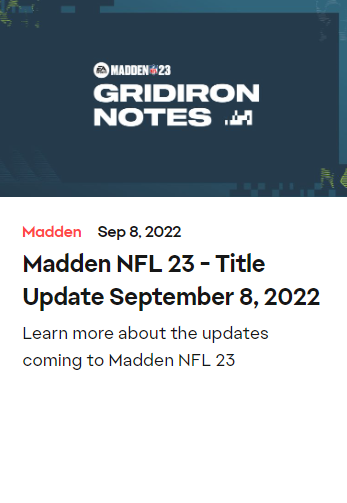 EA MADDEN NFL 23
GRIDIRON
NOTES
Madden Sep 8, 2022
Madden NFL 23 - Title
Update September 8, 2022
Learn more about the updates
coming to Madden NFL 23